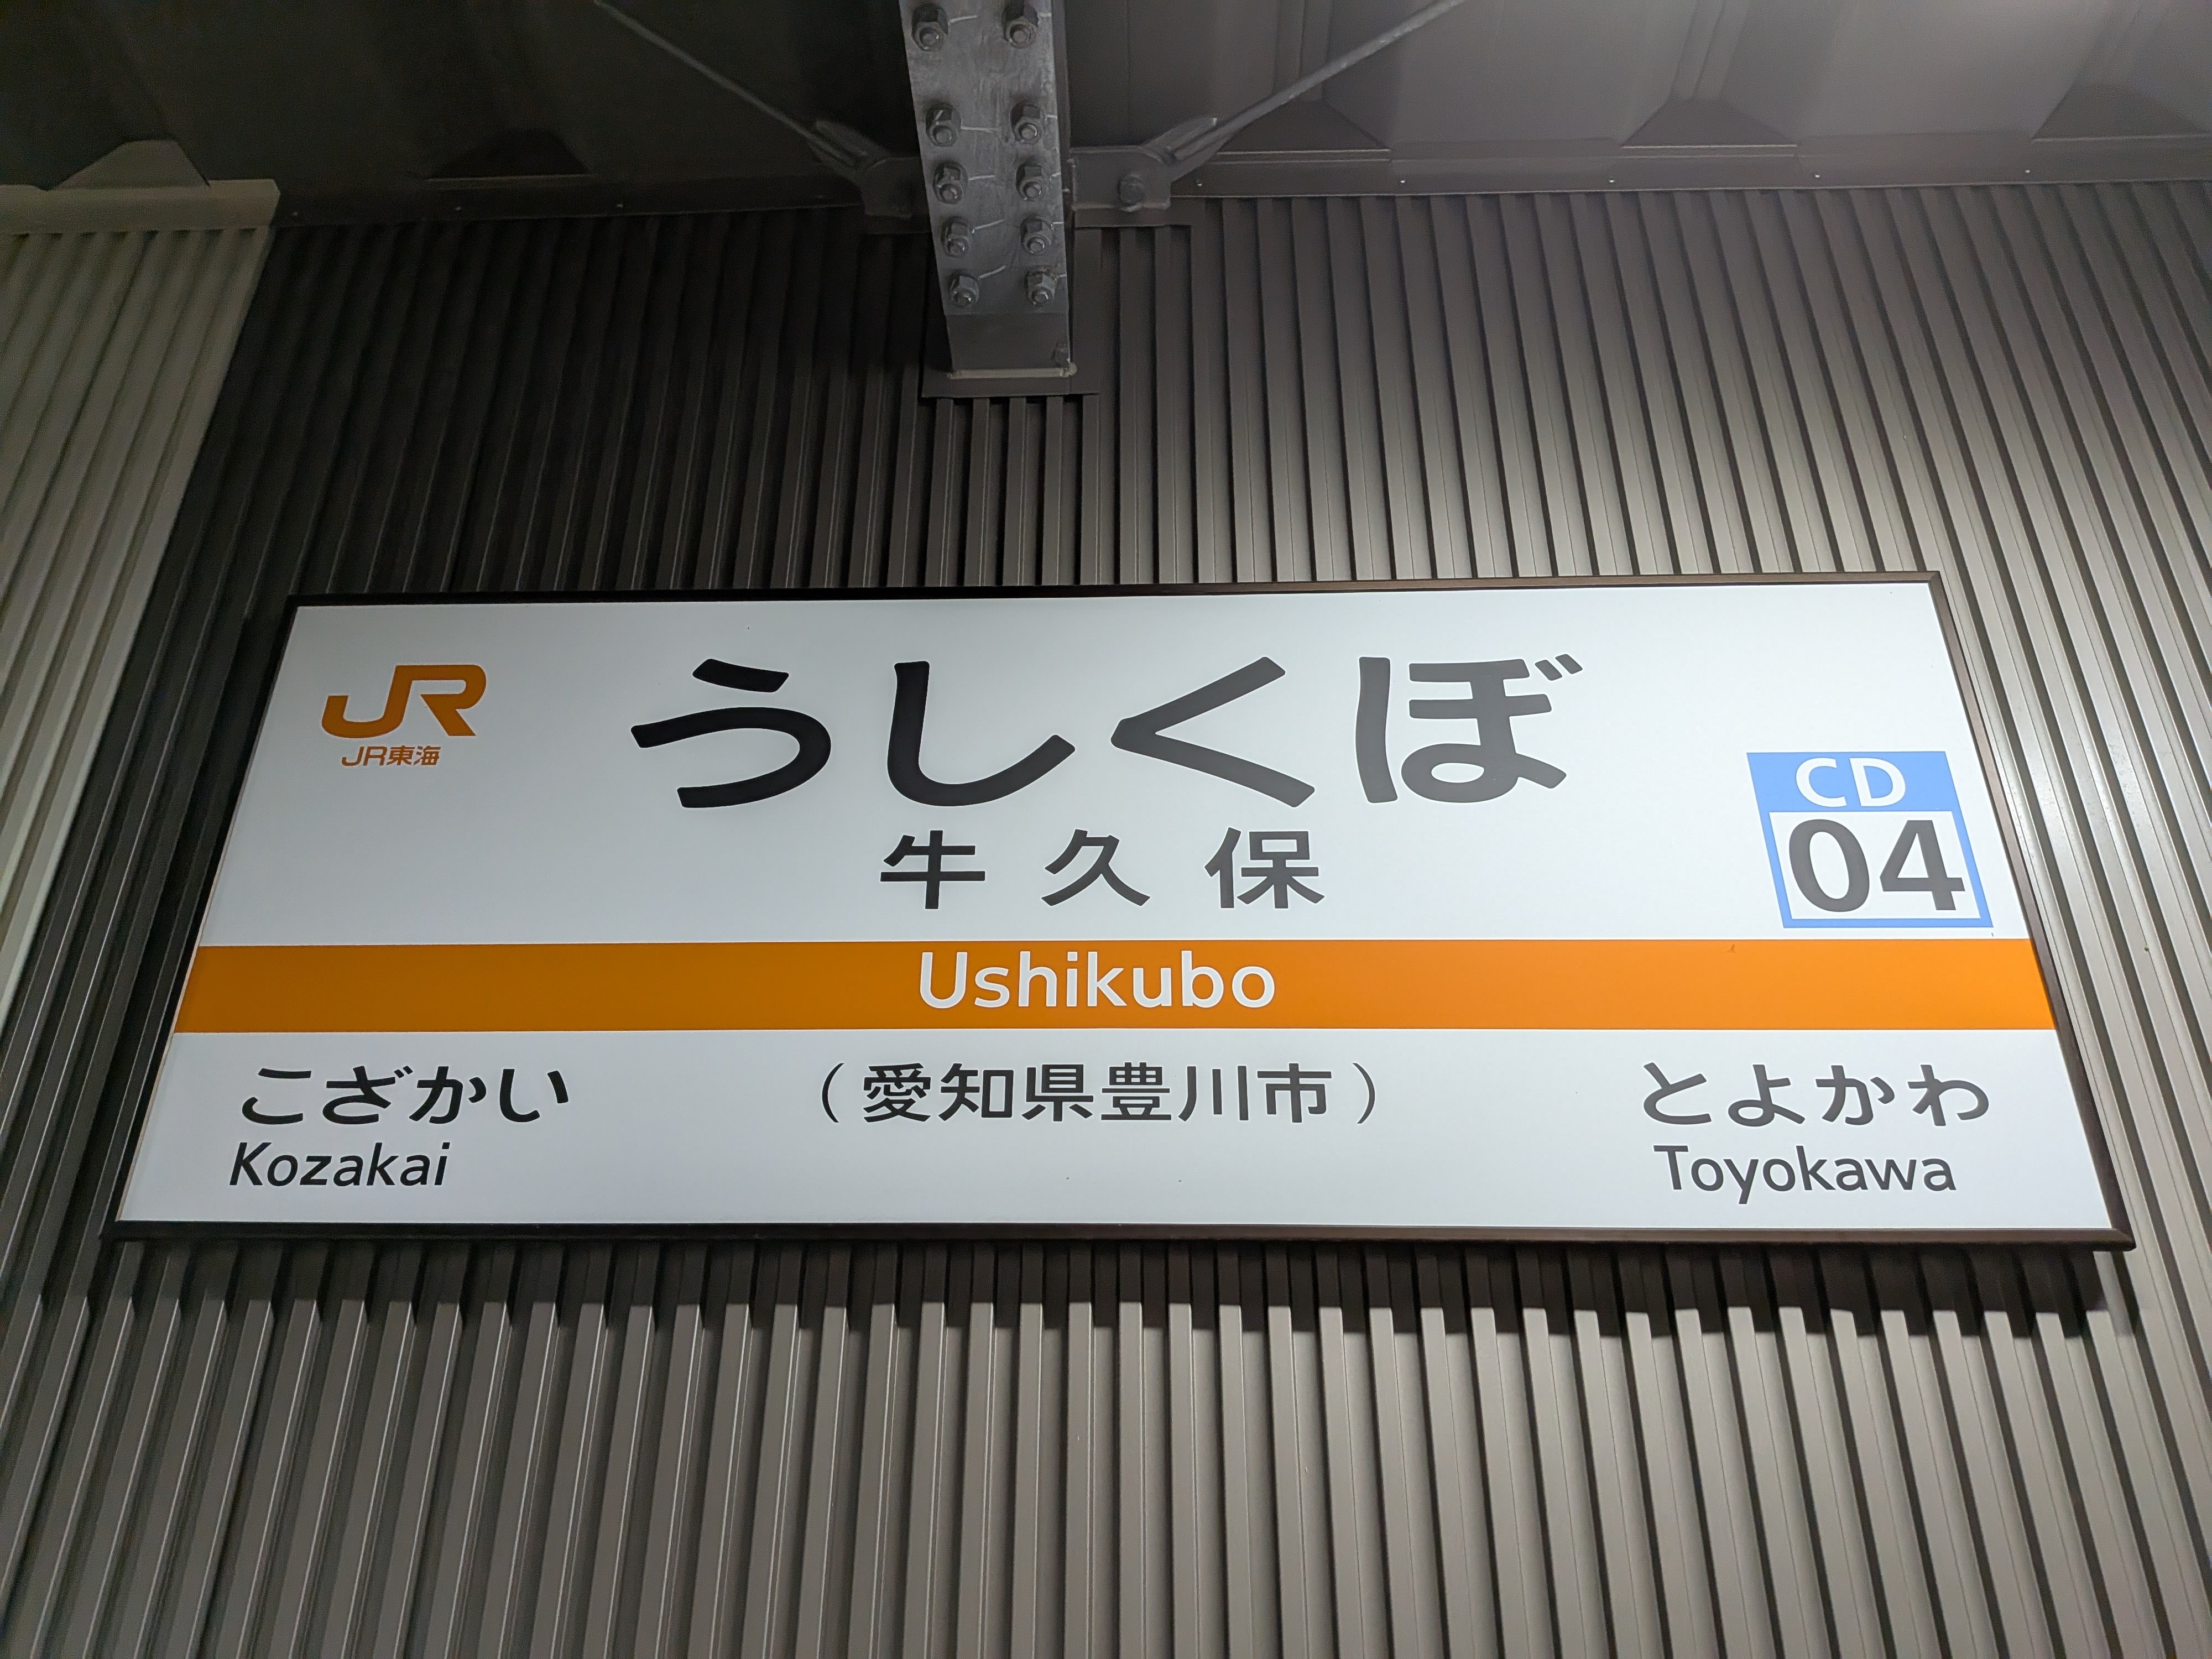 JR
JR東海
うしくぼ
牛久保
CD
04
Ushikubo
こざかい
Kozakai
(愛知県豊川市)
とよかわ
Toyokawa